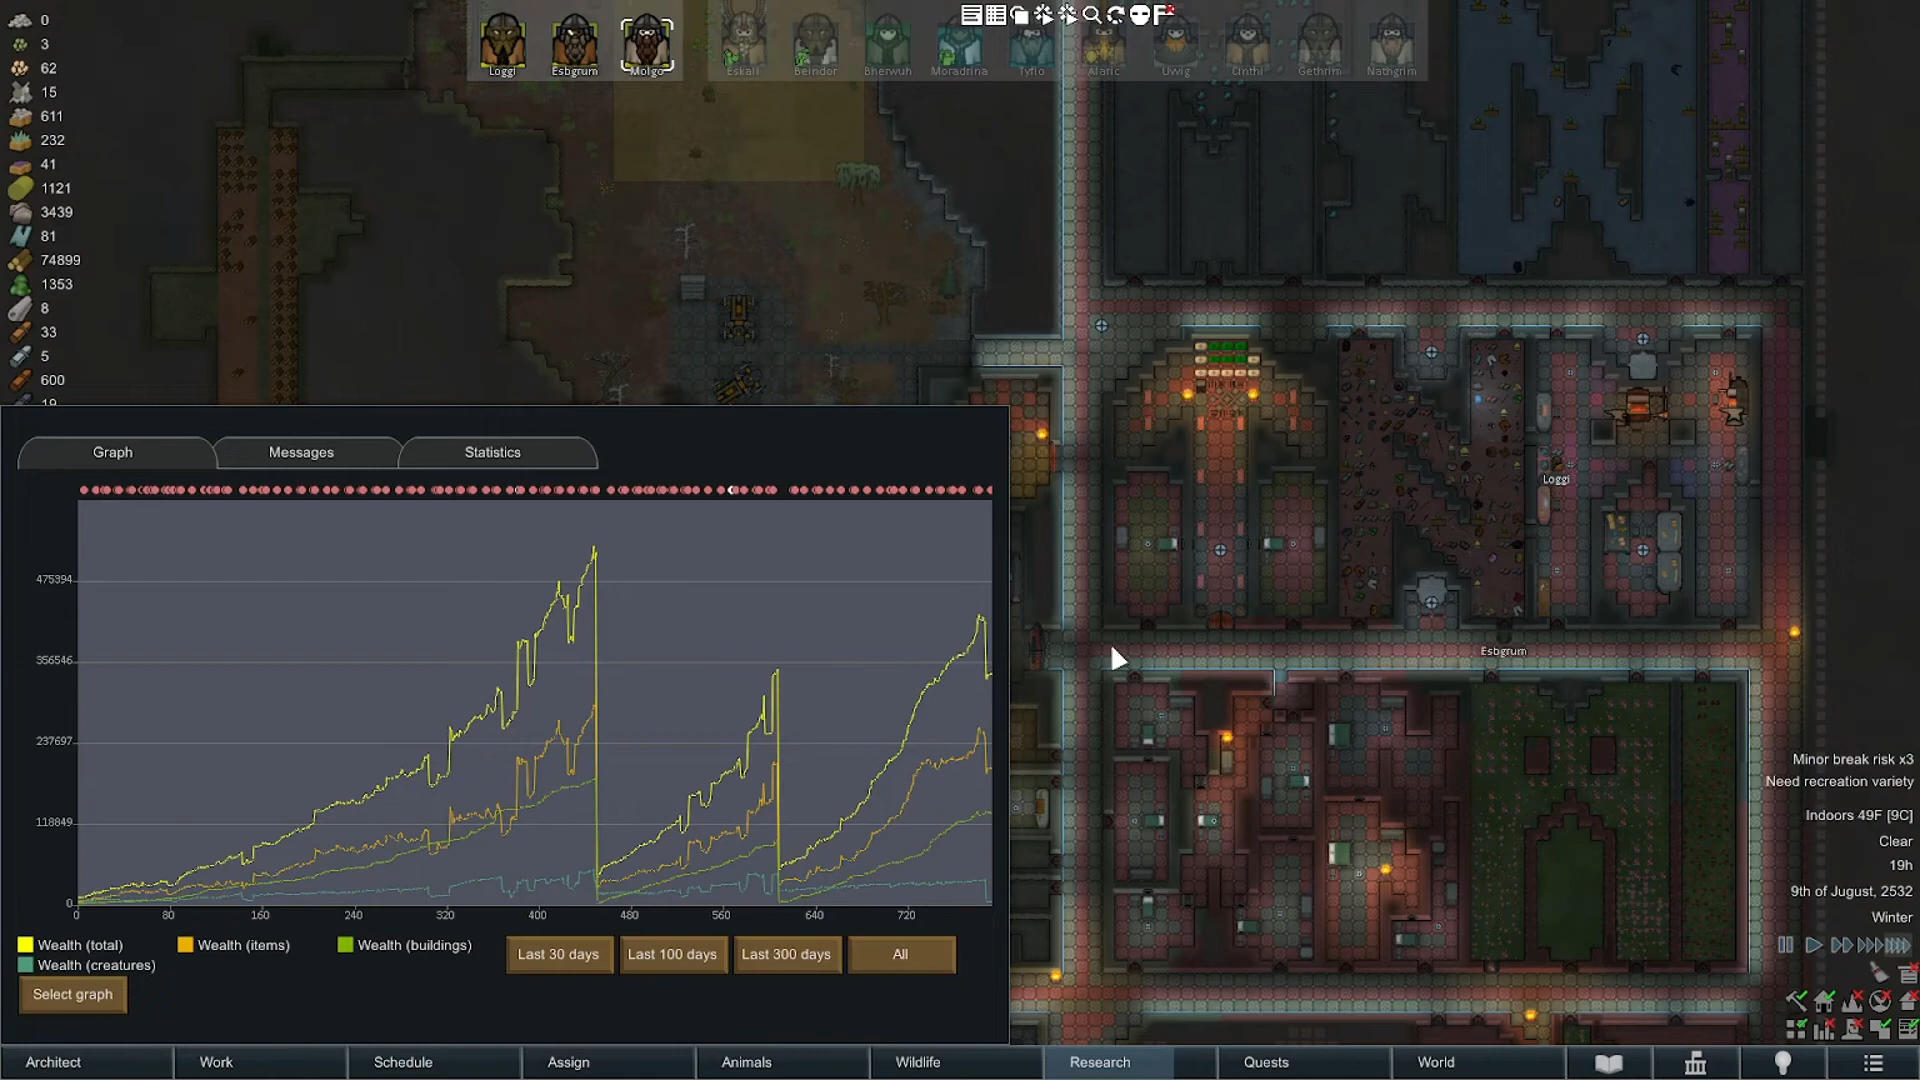 0
3
62
15
611
232
41
1121
3439
81
74899
1353
8
33
5
600
19
Loggi Esbgrum Molgo Eskall Beindor Bherwuh Moradrina Tyfio Alaric Uwig Cinthi Gethrim Nathgrim
Graph Messages Statistics
475394
356546
237697
118849
0
0 80 160 240 320 400 480 560 640 720
Wealth (total) Wealth (items) Wealth (buildings)
Wealth (creatures)
Last 30 days Last 100 days Last 300 days All
Select graph
Loggi
Esbgrum
Minor break risk x3
Need recreation variety
Indoors 49F [9C]
Clear
19h
9th of Jugust, 2532
Winter
Architect Work Schedule Assign Animals Wildlife Research Quests World